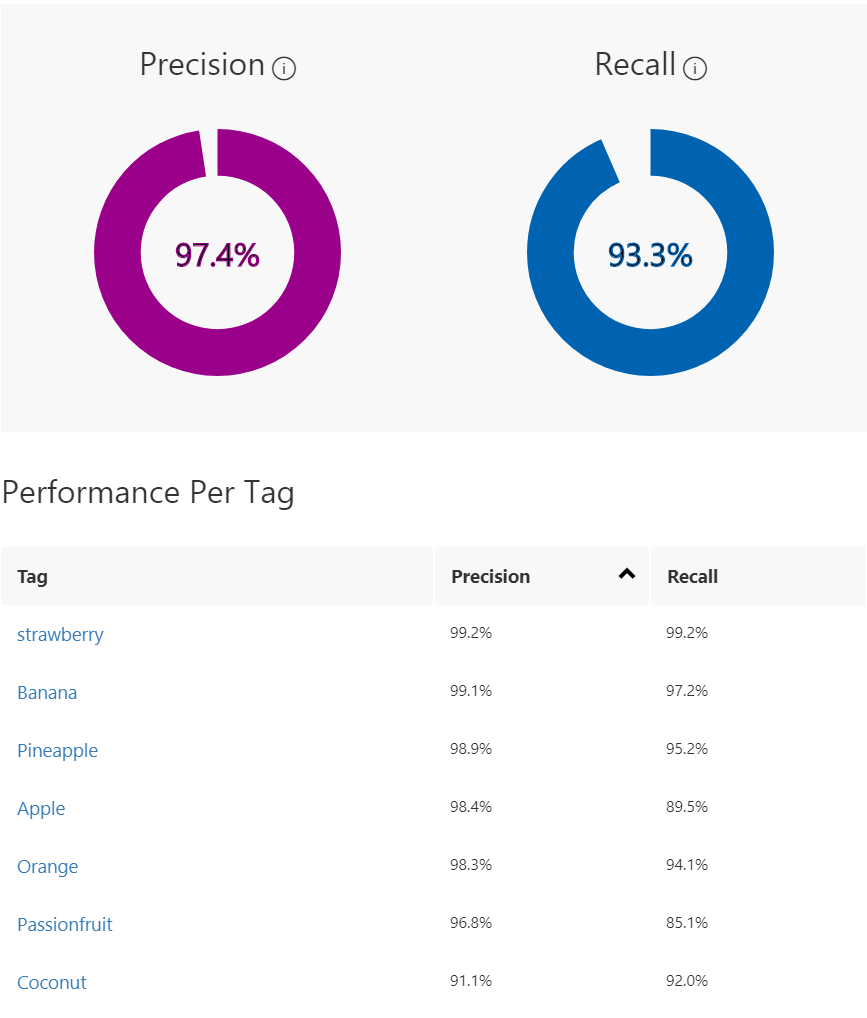 Precision
Recall
97.4%
93.3%
Performance Per Tag
Tag Precision Recall
strawberry 99.2% 99.2%
Banana 99.1% 97.2%
Pineapple 98.9% 95.2%
Apple 98.4% 89.5%
Orange 98.3% 94.1%
Passionfruit 96.8% 85.1%
Coconut 91.1% 92.0%